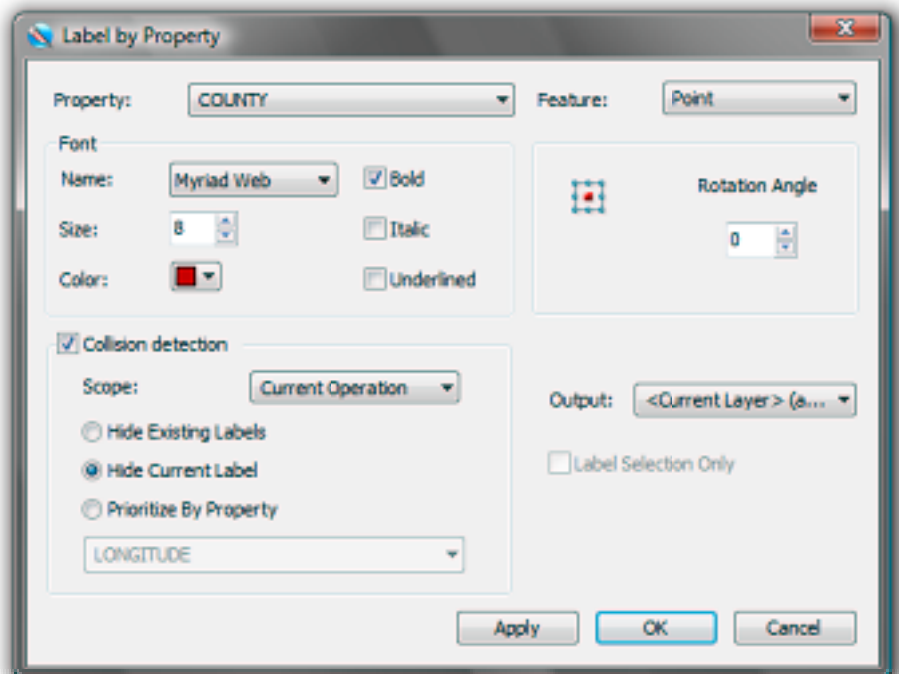 Label by Property
Property: COUNTY Feature: Point
Font
Name: Myriad Web Bold
Rotation Angle
Size: 8 Italic
0
Color: Underlined
Collision detection
Scope: Current Operation
Output: <Current Layer> (a...
Hide Existing Labels
Hide Current Label
Label Selection Only
Prioritize By Property
LONGITUDE
Apply OK Cancel